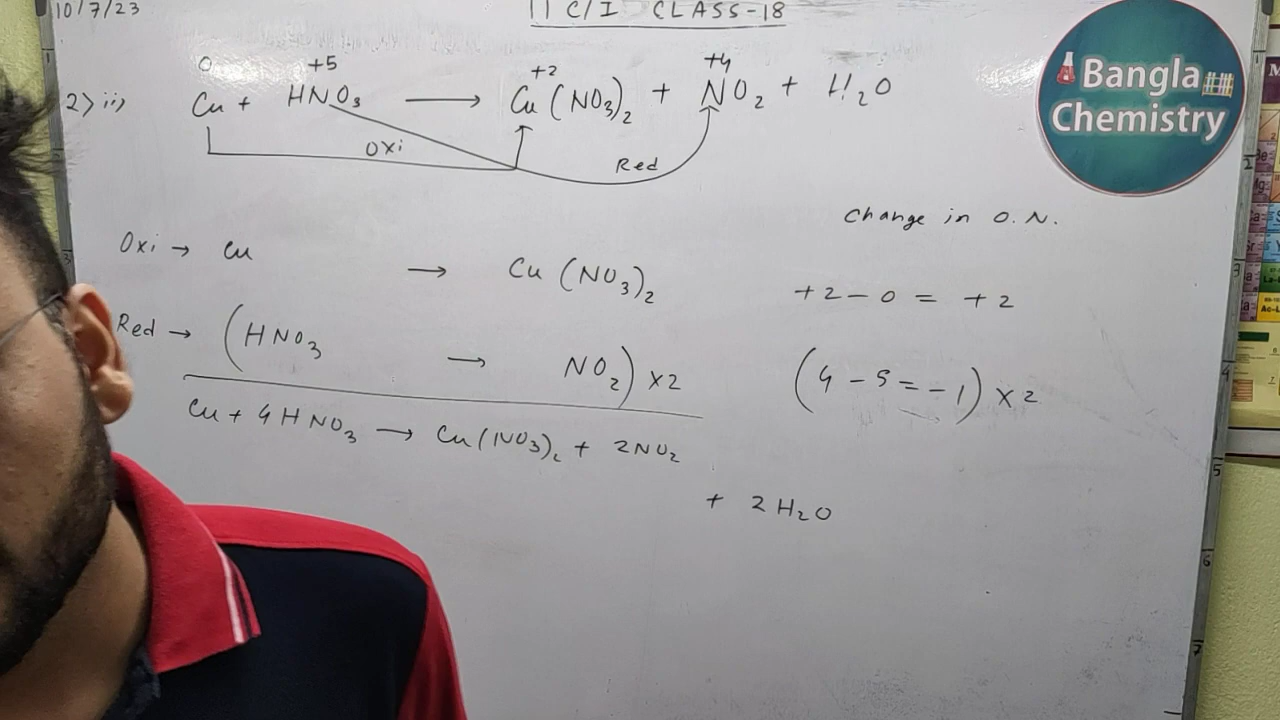 10/7/23
11 C/I CLASS-18
0 +5 +2 +4
2) ii) Cu + HNO3 → Cu(NO3)2 + NO2 + H2O
oxi
Red
Bangla
Chemistry
Change in O.N.
Oxi → Cu → Cu(NO3)2 +2 - 0 = +2
Red → (HNO3 → NO2) x2 (4 - 5 = -1) x 2
Cu + 4HNO3 → Cu(NO3)2 + 2NO2
+ 2H2O